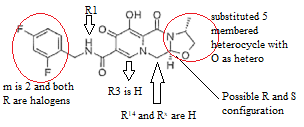 R1
OH
O
O
F
H
N
H
N
O
N
N
O
H
F
substituted 5
membered
heterocycle with
O as hetero
m is 2 and both
R are halogens
R3 is H
R¹⁴ and Rˣ are H
Possible R and S
configuration